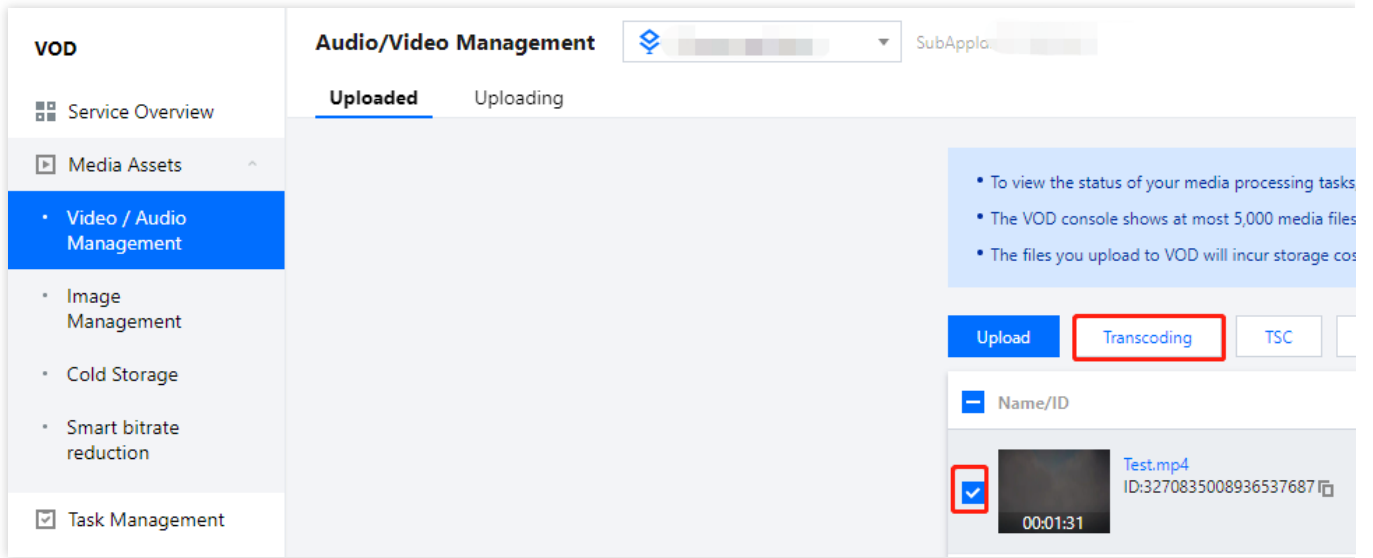 VOD
Audio/Video Management
Service Overview
Uploaded
Uploading
Media Assets
Video / Audio
Management
Image
Management
Cold Storage
Smart bitrate
reduction
Task Management
• To view the status of your media processing tasks,
• The VOD console shows at most 5,000 media files
• The files you upload to VOD will incur storage
Upload
Transcoding
TSC
Name/ID
Test.mp4
ID:3270835008936537687
00:01:31